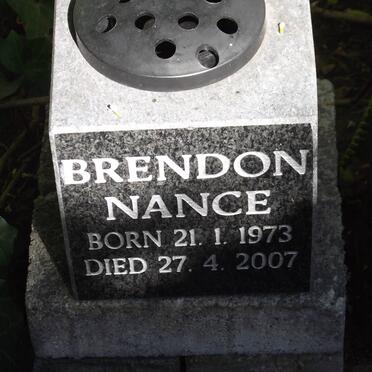 BRENDON
NANCE
BORN 21. 1. 1973
DIED 27. 4. 2007